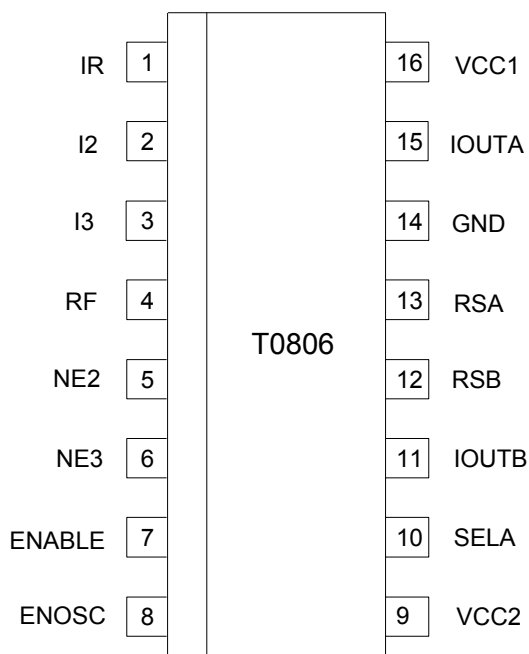 IR 1 16 VCC1
I2 2 15 IOUTA
I3 3 14 GND
RF 4 13 RSA
T0806
NE2 5 12 RSB
NE3 6 11 IOUTB
ENABLE 7 10 SELA
ENOSC 8 9 VCC2